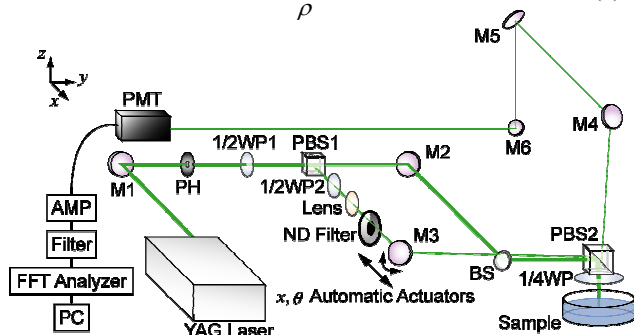 ρ
M5
z
y
x
PMT
M4
1/2WP1
PBS1
M6
M2
M1
PH
1/2WP2
Lens
AMP
ND Filter
M3
PBS2
Filter
BS
1/4WP
FFT Analyzer
x, θ Automatic Actuators
PC
YAG Laser
Sample